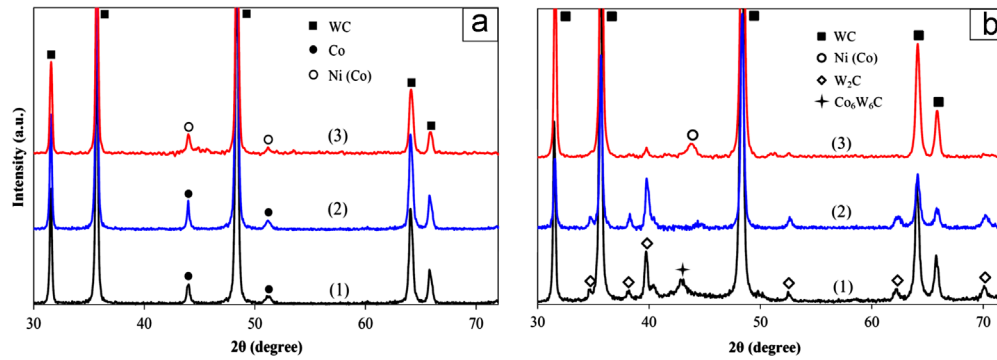 a
WC
Co
Ni (Co)
(3)
(2)
(1)
Intensity (a.u.)
30 40 50 60 70
2θ (degree)
b
WC
Ni (Co)
W₂C
Co₆W₆C
(3)
(2)
(1)
30 40 50 60 70
2θ (degree)